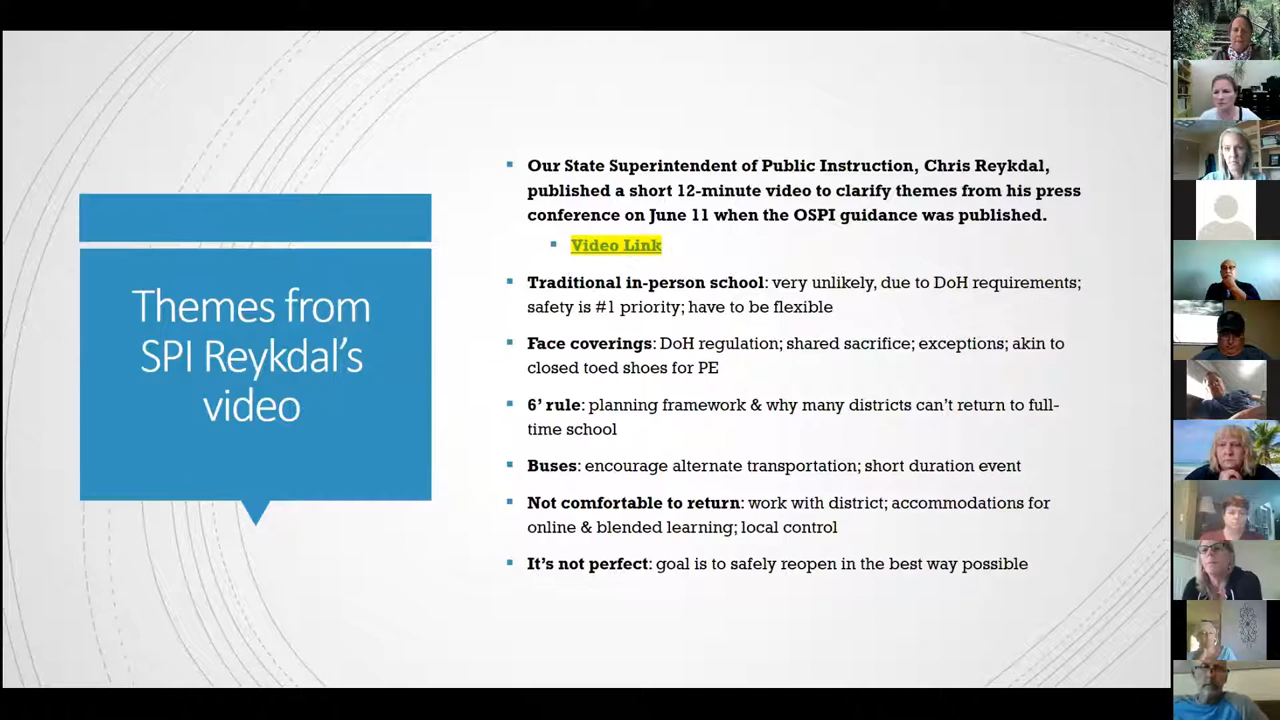 Themes from
SPI Reykdal’s
video
Our State Superintendent of Public Instruction, Chris Reykdal,
published a short 12-minute video to clarify themes from his press
conference on June 11 when the OSPI guidance was published.
Video Link
Traditional in-person school: very unlikely, due to DoH requirements;
safety is #1 priority; have to be flexible
Face coverings: DoH regulation; shared sacrifice; exceptions; akin to
closed toed shoes for PE
6’ rule: planning framework & why many districts can’t return to full-
time school
Buses: encourage alternate transportation; short duration event
Not comfortable to return: work with district; accommodations for
online & blended learning; local control
It’s not perfect: goal is to safely reopen in the best way possible